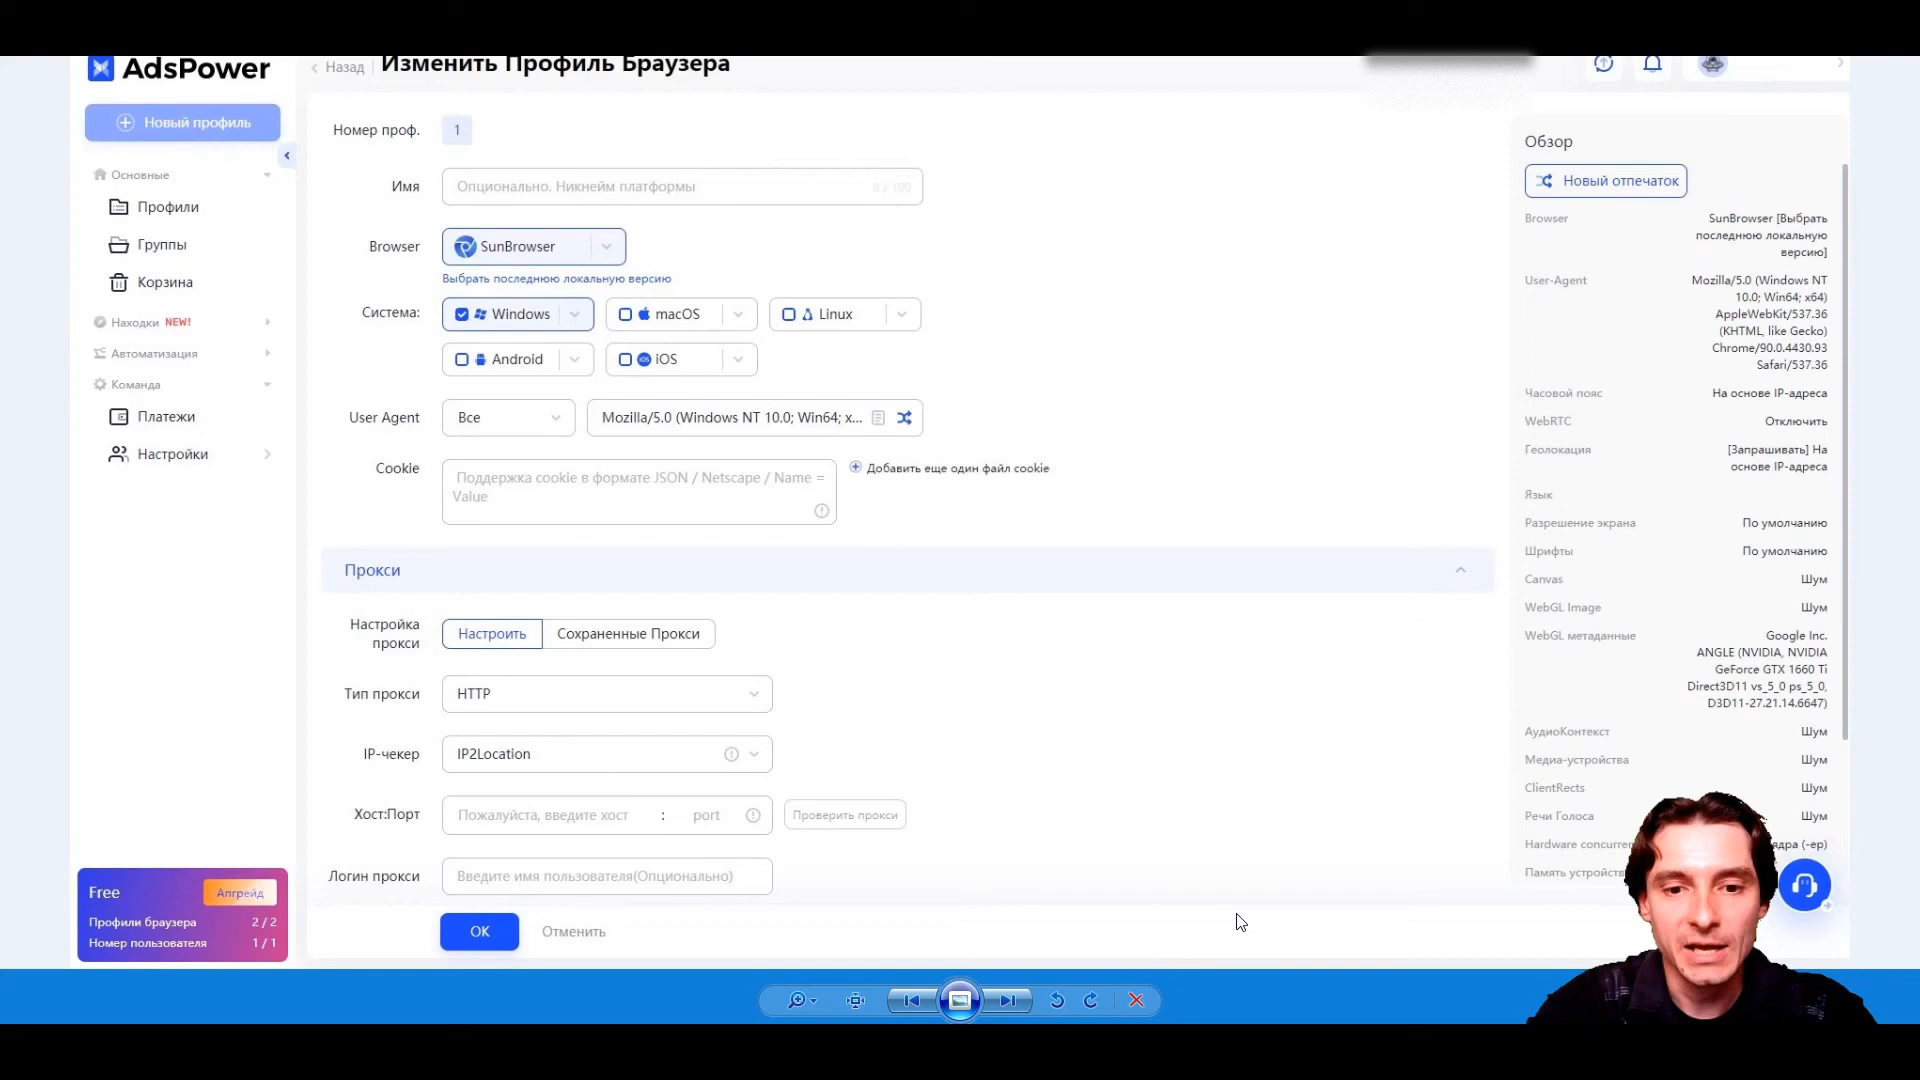 AdsPower
Назад
Изменить Профиль Браузера
Новый профиль
Основные
Профили
Группы
Корзина
Находки NEW!
Автоматизация
Команда
Платежи
Настройки
Free
Апгрейд
Профили браузера 2 / 2
Номер пользователя 1 / 1
Номер проф. 1
Имя Опционально. Никнейм платформы 0 / 100
Browser SunBrowser
Выбрать последнюю локальную версию
Система: Windows macOS Linux
Android iOS
User Agent Все Mozilla/5.0 (Windows NT 10.0; Win64; x...
Cookie Поддержка cookie в формате JSON / Netscape / Name =
Value
Добавить еще один файл cookie
Прокси
Настройка
прокси
Настроить Сохраненные Прокси
Тип прокси HTTP
IP-чекер IP2Location
Хост:Порт Пожалуйста, введите хост : port Проверить прокси
Логин прокси Введите имя пользователя(Опционально)
OK Отменить
Обзор
Новый отпечаток
Browser SunBrowser [Выбрать
последнюю локальную
версию]
User-Agent Mozilla/5.0 (Windows NT
10.0; Win64; x64)
AppleWebKit/537.36
(KHTML, like Gecko)
Chrome/90.0.4430.93
Safari/537.36
Часовой пояс На основе IP-адреса
WebRTC Отключить
Геолокация [Запрашивать] На
основе IP-адреса
Язык
Разрешение экрана По умолчанию
Шрифты По умолчанию
Canvas Шум
WebGL Image Шум
WebGL метаданные Google Inc.
ANGLE (NVIDIA, NVIDIA
GeForce GTX 1660 Ti
Direct3D11 vs_5_0 ps_5_0,
D3D11-27.21.14.6647)
АудиоКонтекст Шум
Медиа-устройства Шум
ClientRects Шум
Речи Голоса Шум
Hardware ядра (-ер)
Память